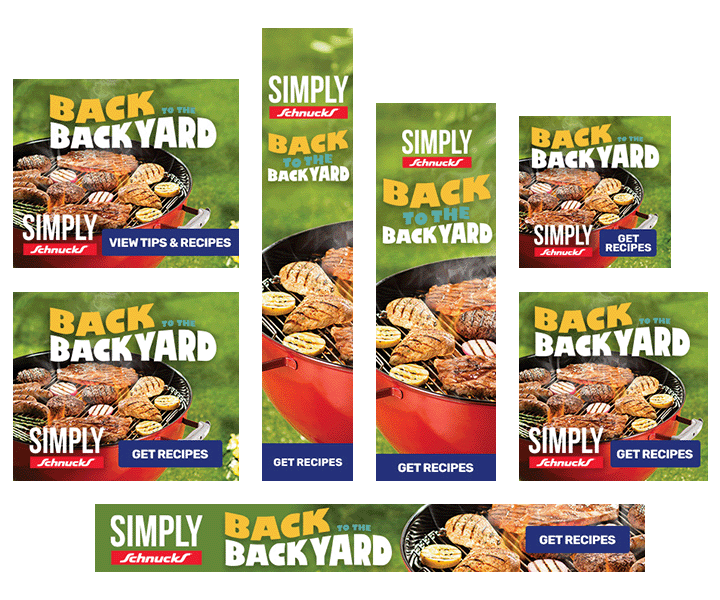 BACK
TO THE
BACKYARD
SIMPLY
Schnucks
VIEW TIPS & RECIPES
SIMPLY
Schnucks
BACK
TO THE
BACKYARD
GET RECIPES
SIMPLY
Schnucks
BACK
TO THE
BACKYARD
GET RECIPES
BACK
TO THE
BACKYARD
SIMPLY
Schnucks
GET
RECIPES
BACK
TO THE
BACKYARD
SIMPLY
Schnucks
GET RECIPES
BACK
TO THE
BACKYARD
SIMPLY
Schnucks
GET RECIPES
SIMPLY
Schnucks
BACK
TO THE
BACKYARD
GET RECIPES